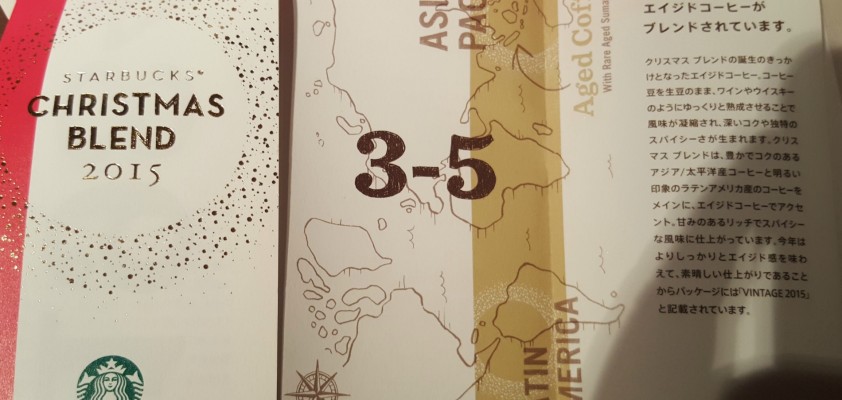 STARBUCKS®
CHRISTMAS
BLEND
2015
3-5
Aged
With Rare Aged
MERICA
エイジドコーヒーが
ブレンドされています。
クリスマス ブレンドの誕生のきっか
けとなったエイジドコーヒー。コーヒー
豆を生豆のまま、ワインやウイスキー
のようにゆっくりと熟成させることで
風味が凝縮され、深いコクや独特の
スパイシーさが生まれます。クリス
マス ブレンドは、豊かでコクのある
アジア/太平洋産コーヒーと明るい
印象のラテンアメリカ産のコーヒーを
メインに、エイジドコーヒーでアクセ
ント。甘みのあるリッチでスパイシー
な風味に仕上がっています。今年は
よりしっかりとエイジド感を味わ
えて、素晴しい仕上がりであること
からパッケージには「VINTAGE 2015」
と記載されています。